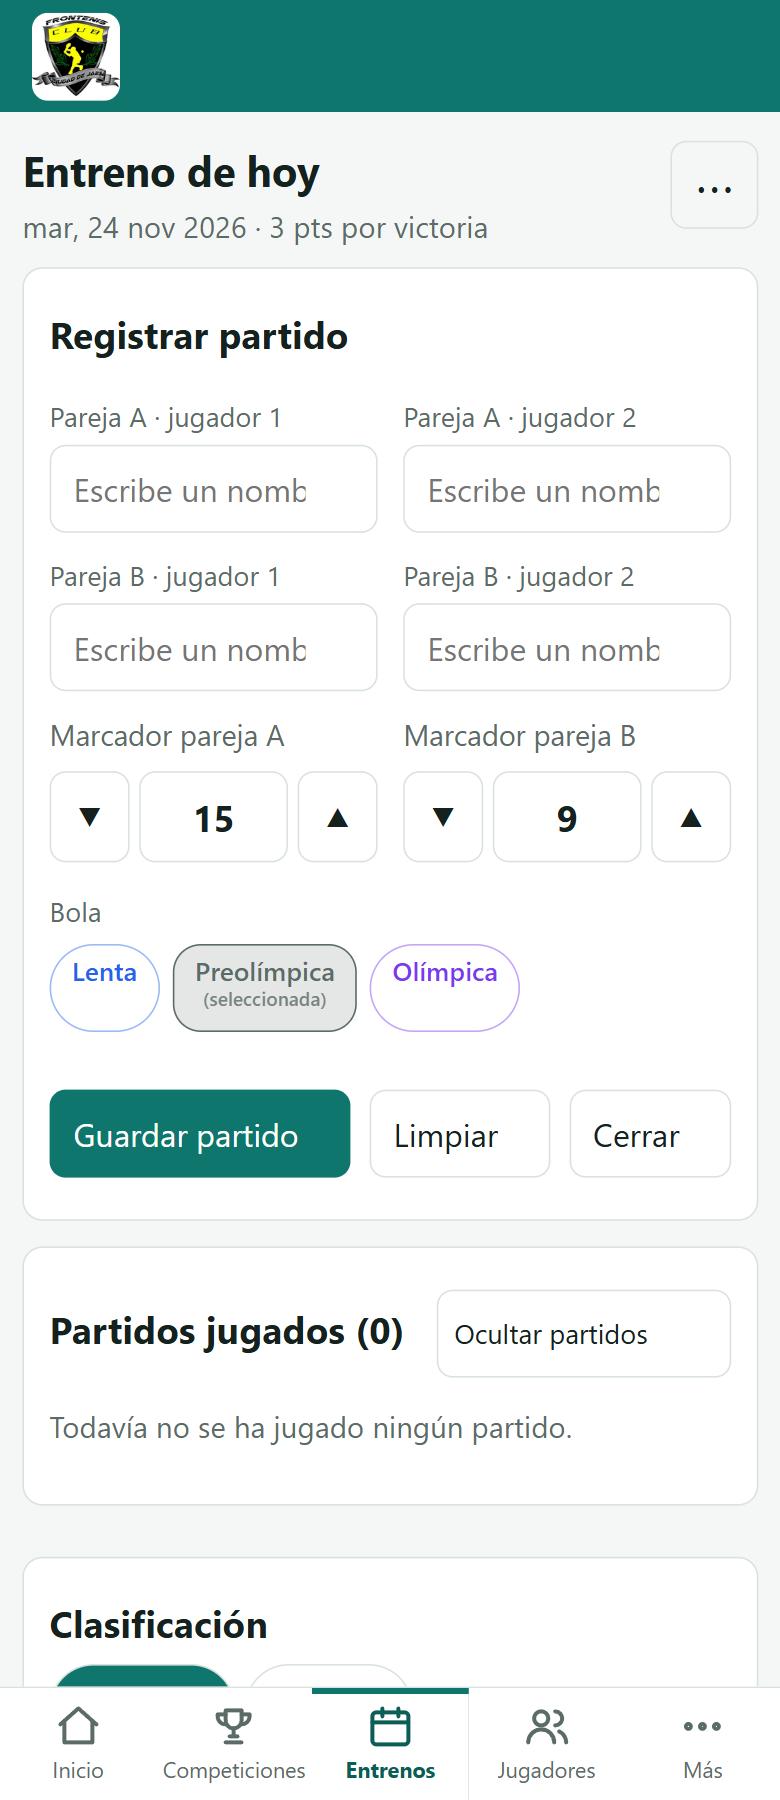 FRONTENIS
CLUB
CIUDAD DE JAEN
Entreno de hoy
...
mar, 24 nov 2026 · 3 pts por victoria
Registrar partido
Pareja A · jugador 1
Pareja A · jugador 2
Escribe un nomb
Escribe un nomb
Pareja B · jugador 1
Pareja B · jugador 2
Escribe un nomb
Escribe un nomb
Marcador pareja A
Marcador pareja B
▼ 15 ▲
▼ 9 ▲
Bola
Lenta
Preolímpica
(seleccionada)
Olímpica
Guardar partido
Limpiar
Cerrar
Partidos jugados (0)
Ocultar partidos
Todavía no se ha jugado ningún partido.
Clasificación
Inicio
Competiciones
Entrenos
Jugadores
Más